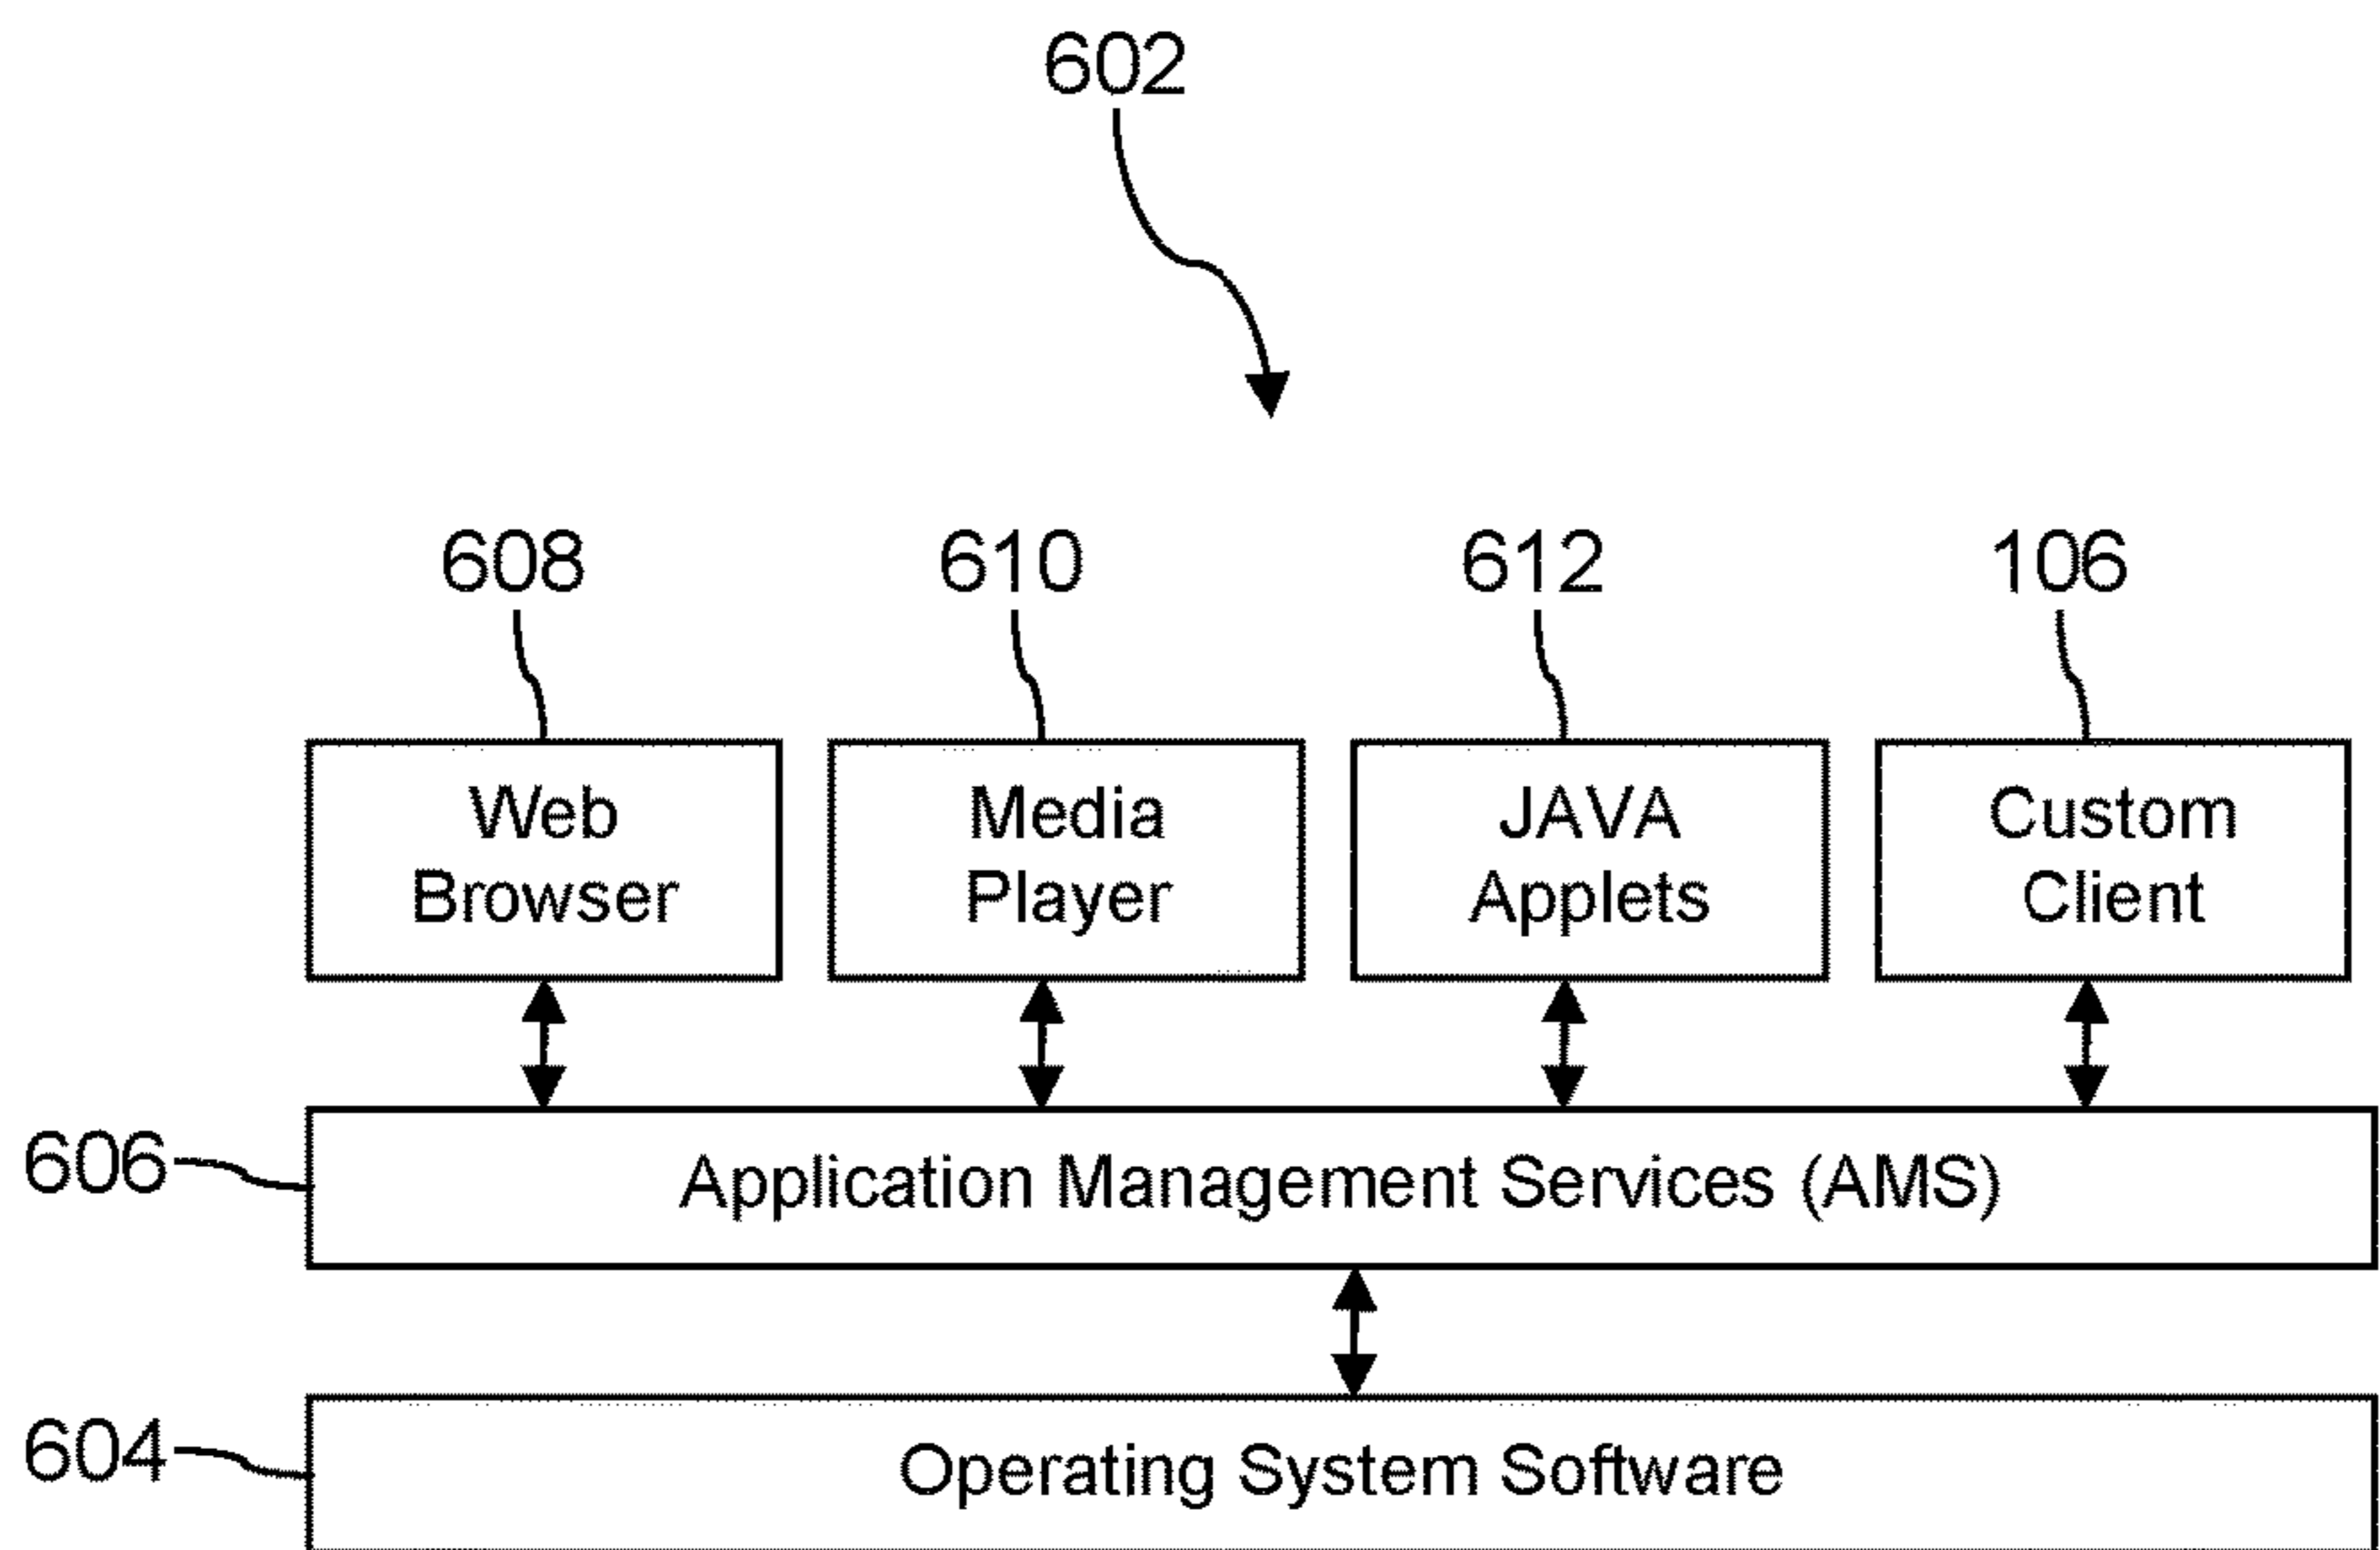 602
608
610
612
106
Web
Browser
Media
Player
JAVA
Applets
Custom
Client
606
Application Management Services (AMS)
604
Operating System Software